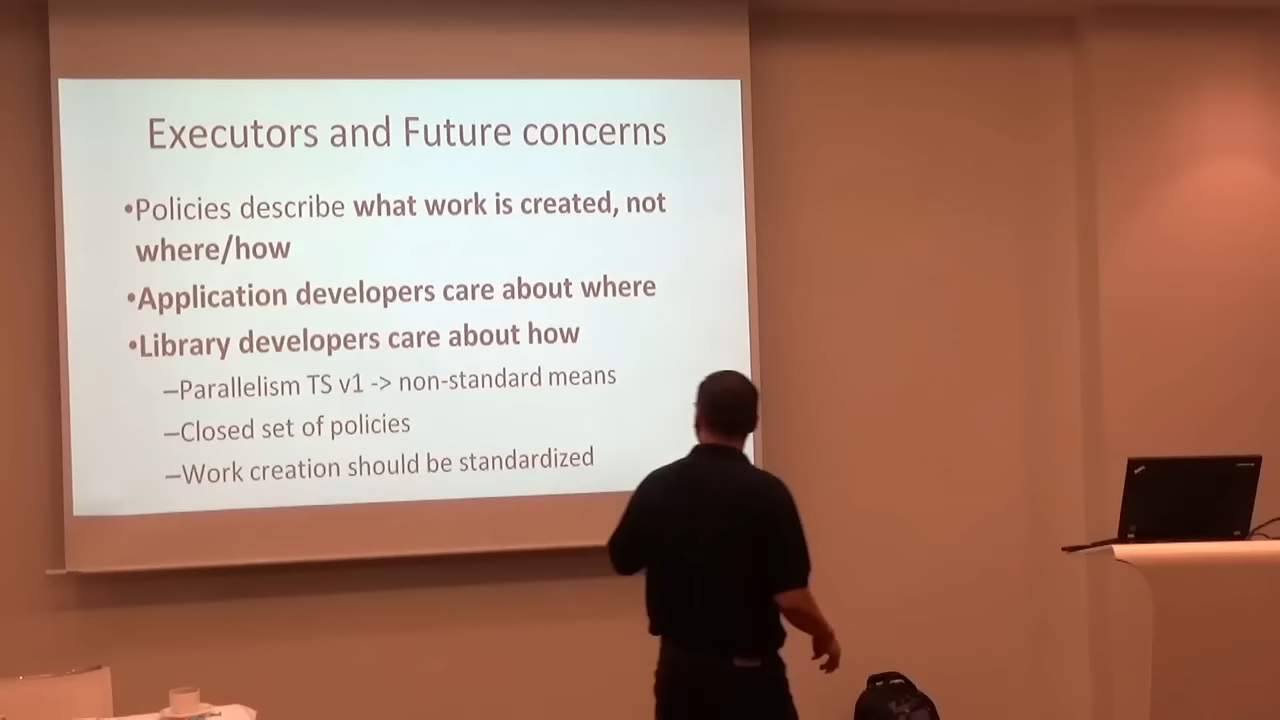 Executors and Future concerns
•Policies describe what work is created, not
where/how
•Application developers care about where
•Library developers care about how
–Parallelism TS v1 -> non-standard means
–Closed set of policies
–Work creation should be standardized